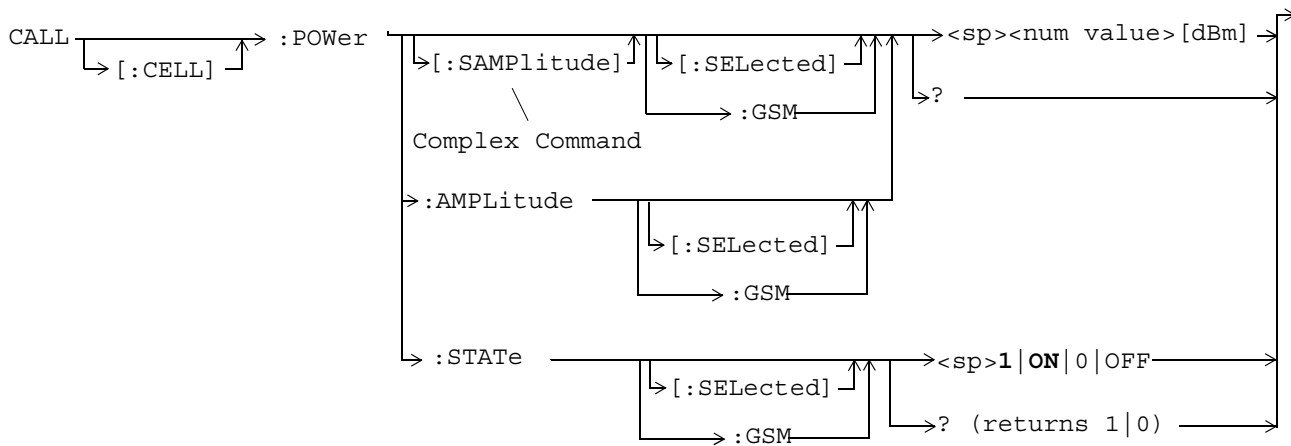 CALL :POWer <sp><num value>[dBm]
[:CELL] [:SAMPlitude] [:SELected]
:GSM ?
Complex Command
:AMPLitude
[:SELected]
:GSM
:STATe <sp>1|ON|0|OFF
[:SELected]
:GSM ? (returns 1|0)